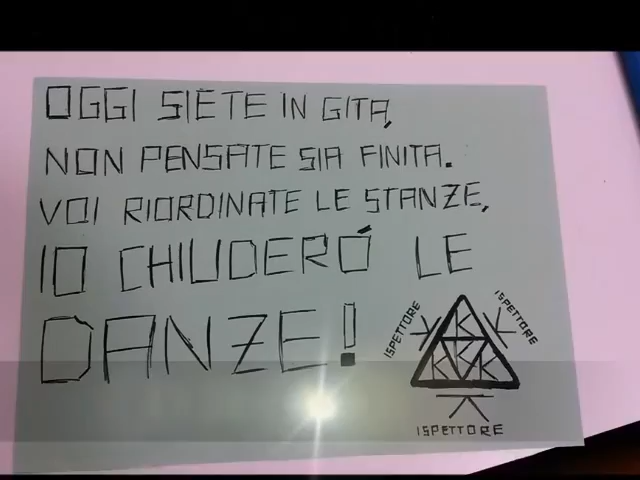 OGGI SIETE IN GITA,
NON PENSATE SIA FINITA.
VOI RIORDINATE LE STANZE,
IO CHIUDERÓ LE
DANZE!
ISPETTORE
K
ISPETTORE
K K K
ISPETTORE
K